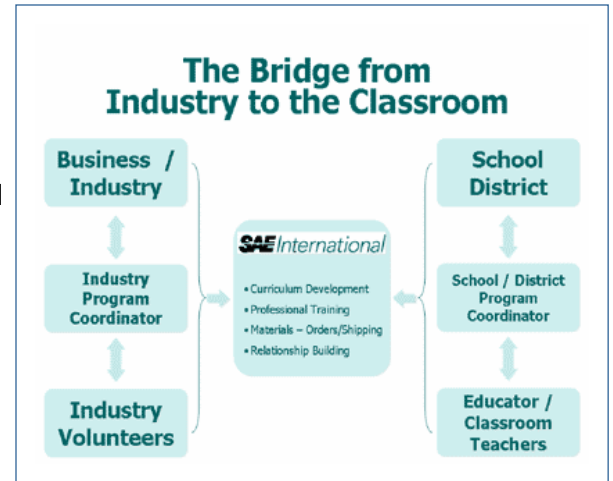 The Bridge from
Industry to the Classroom
Business /
Industry
Industry
Program
Coordinator
Industry
Volunteers
SAE International
• Curriculum Development
• Professional Training
• Materials – Orders/Shipping
• Relationship Building
School
District
School / District
Program
Coordinator
Educator /
Classroom
Teachers